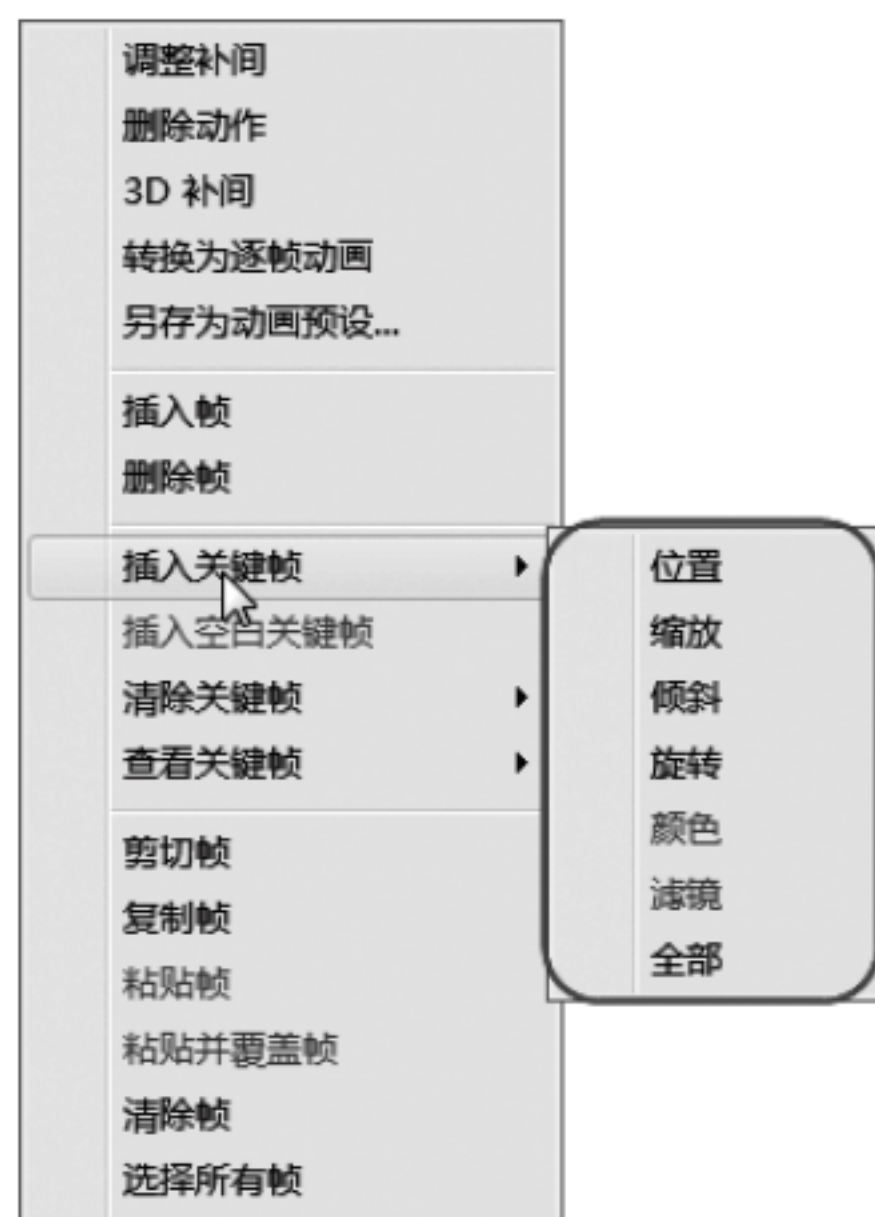 调整补间
删除动作
3D 补间
转换为逐帧动画
另存为动画预设...
插入帧
删除帧
插入关键帧
插入空白关键帧
清除关键帧
查看关键帧
剪切帧
复制帧
粘贴帧
粘贴并覆盖帧
清除帧
选择所有帧
位置
缩放
倾斜
旋转
颜色
滤镜
全部